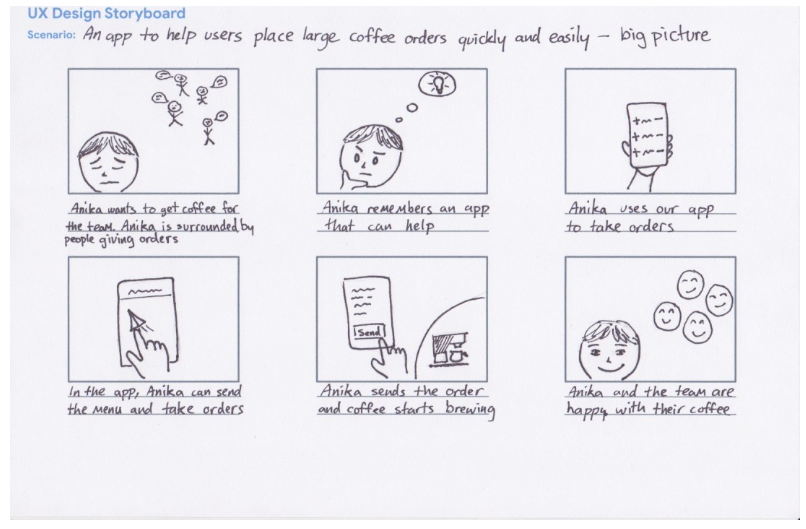 UX Design Storyboard
Scenario: An app to help users place large coffee orders quickly and easily – big picture
Anika wants to get coffee for
the team. Anika is surrounded by
people giving orders
Anika remembers an app
that can help
Anika uses our app
to take orders
Send
In the app, Anika can send
the menu and take orders
Anika sends the order
and coffee starts brewing
Anika and the team are
happy with their coffee